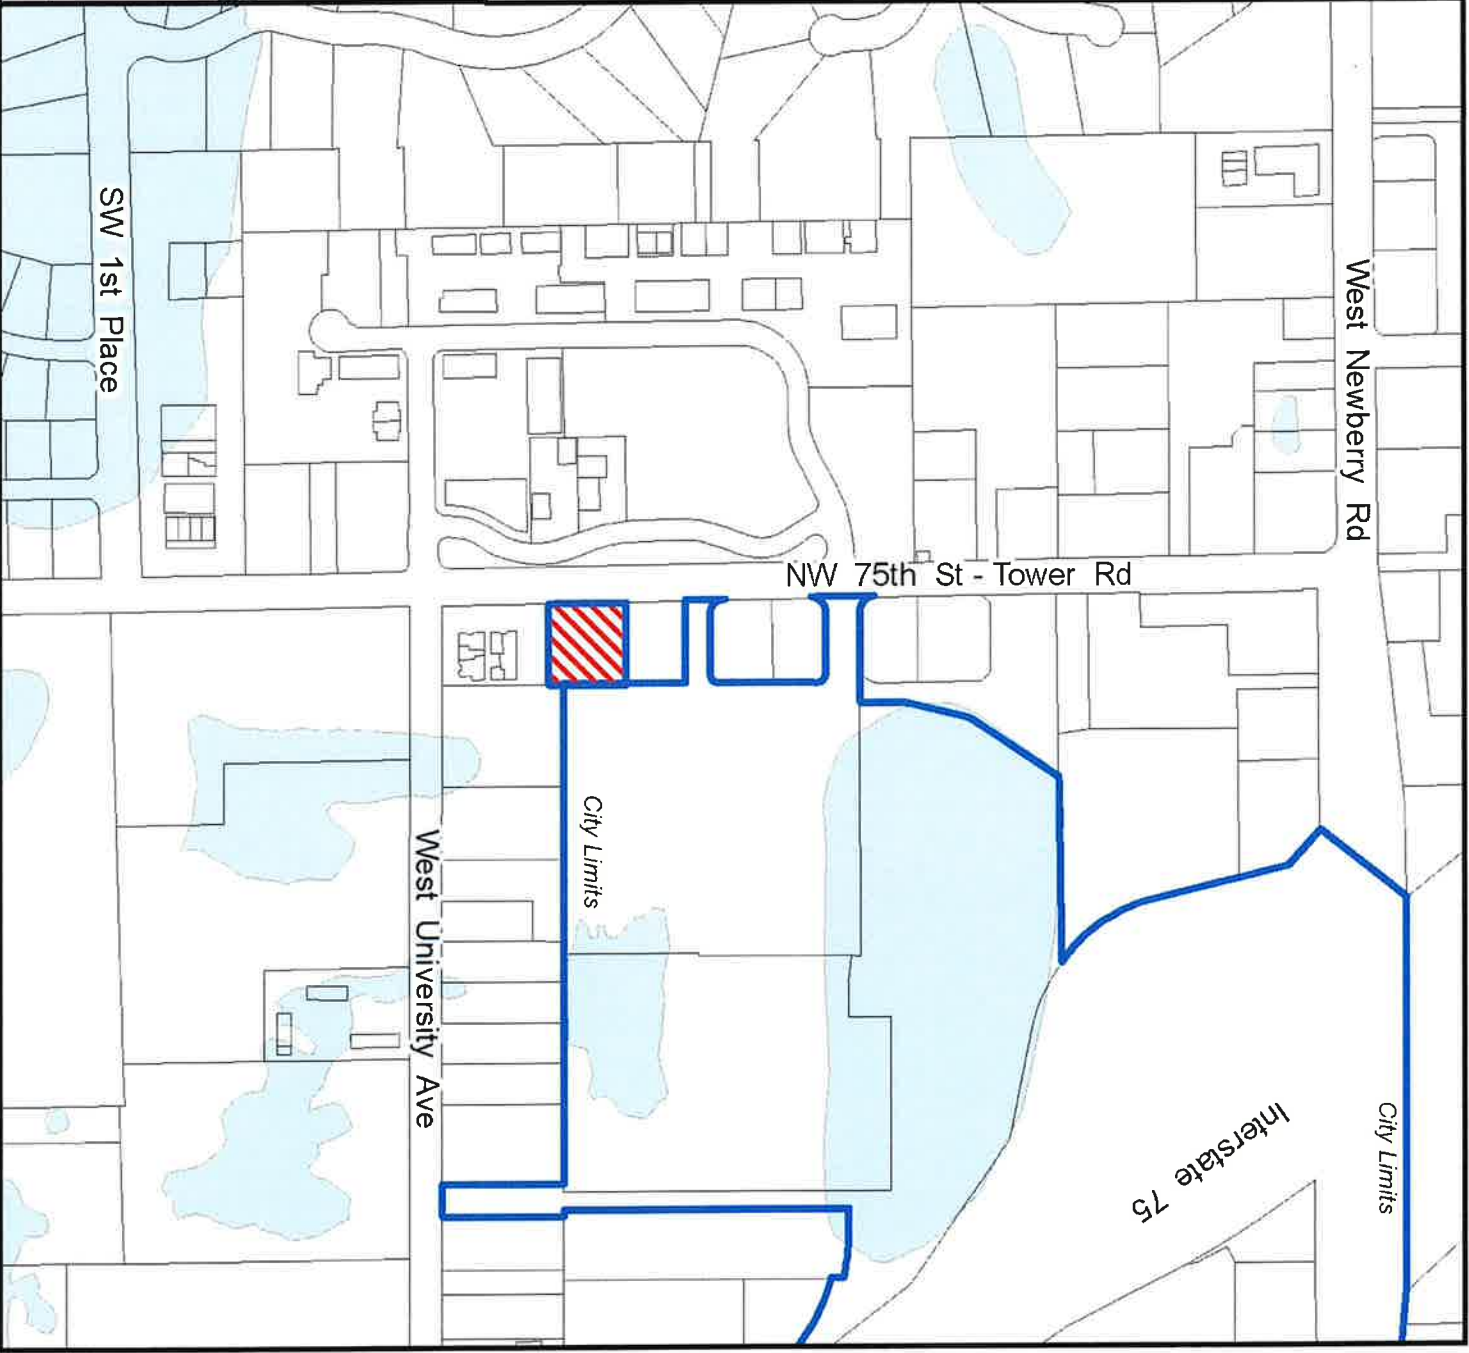 SW 1st Place
West Newberry Rd
NW 75th St - Tower Rd
City Limits
West University Ave
City Limits
Interstate 75